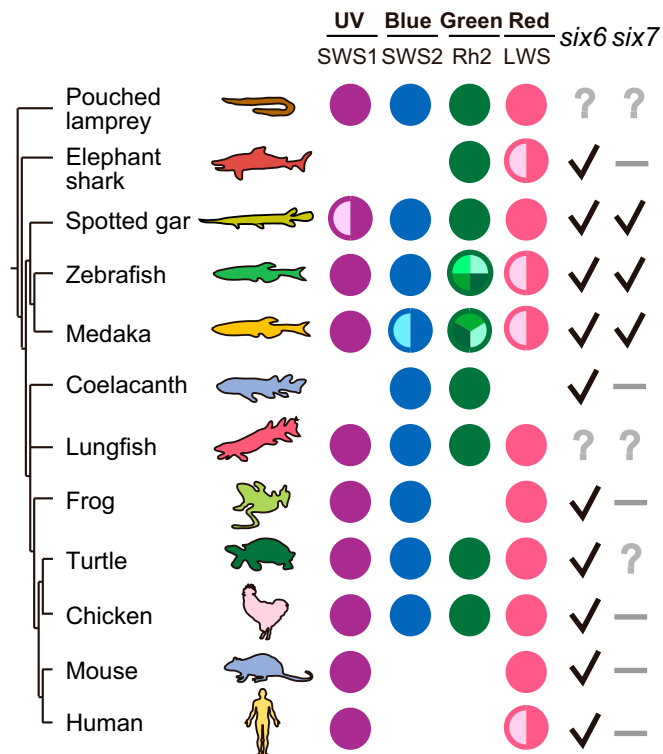 UV Blue Green Red
SWS1 SWS2 Rh2 LWS six6 six7
Pouched
lamprey ? ?
Elephant
shark
Spotted gar
Zebrafish
Medaka
Coelacanth
Lungfish ? ?
Frog
Turtle ?
Chicken
Mouse
Human